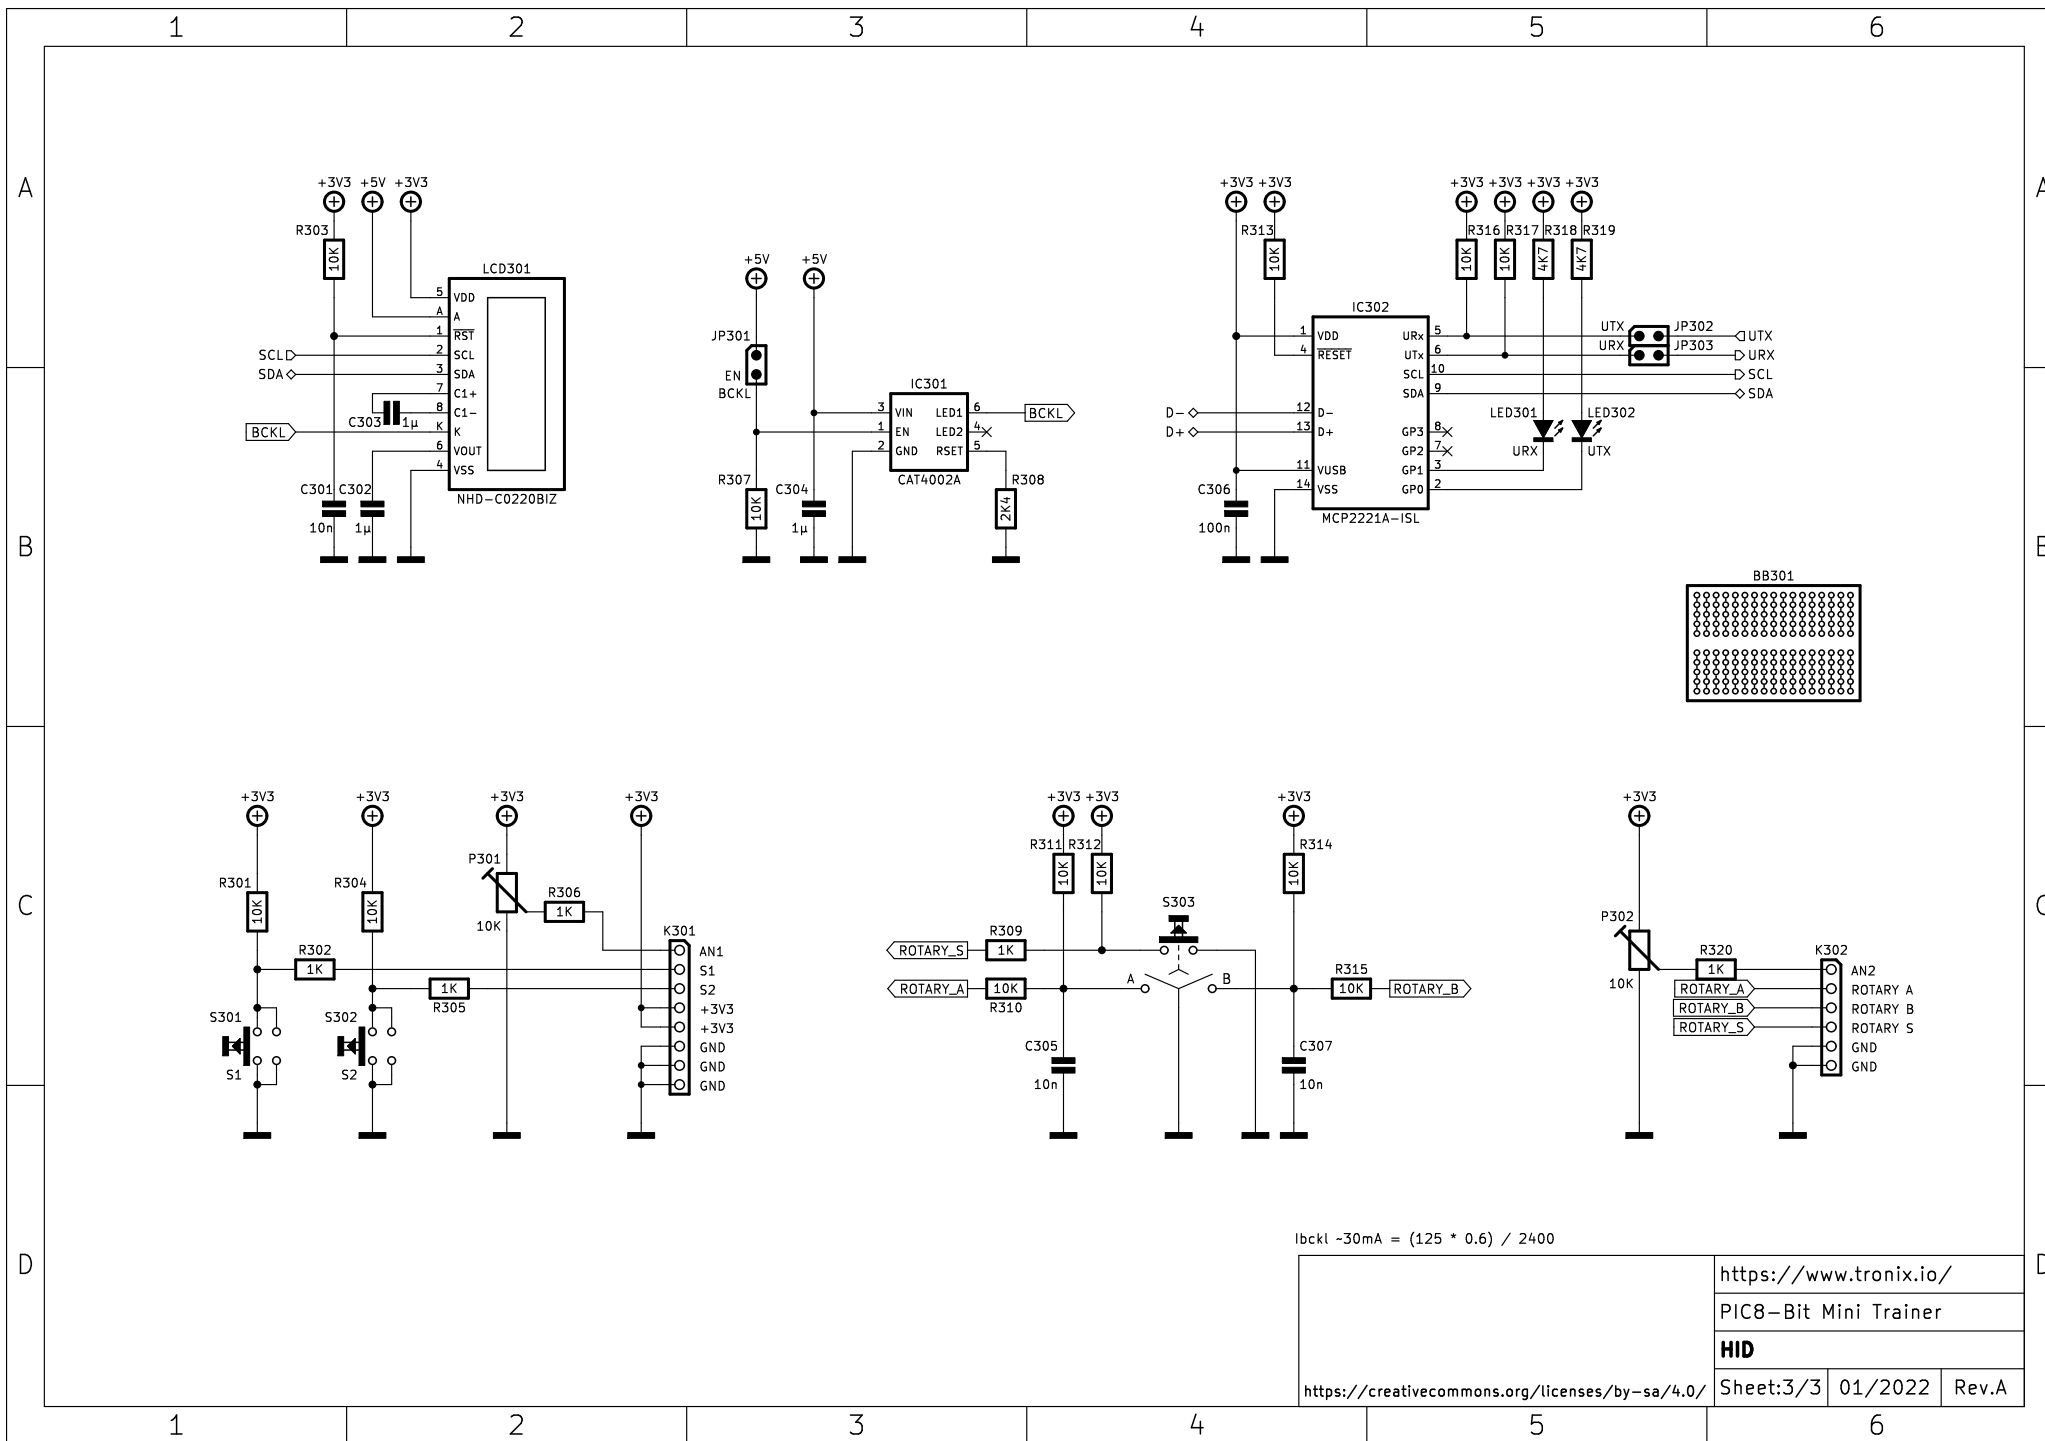 1 2 3 4 5 6
A A
+3V3 +5V +3V3
R303
10K
LCD301
5 VDD
A A
1 RST
SCL 2 SCL
SDA 3 SDA
7 C1+
8 C1-
C303 1µ
BCKL K K
6 VOUT
4 VSS
C301 C302
10n 1µ
NHD-C0220BIZ
+5V +5V
JP301
EN
BCKL
IC301
3 VIN LED1 6 BCKL
1 EN LED2 4
2 GND RSET 5
CAT4002A
R307 C304 R308
10K 1µ 2K4
+3V3 +3V3 +3V3 +3V3 +3V3 +3V3
R313 R316 R317 R318 R319
10K 10K 10K 4K7 4K7
IC302
1 VDD URx 5 UTX JP302 UTX
4 RESET UTx 6 URX JP303 URX
SCL 10 SCL
SDA 9 SDA
D- 12 D- LED301 LED302
D+ 13 D+ GP3 8
GP2 7 URX UTX
11 VUSB GP1 3
14 VSS GP0 2
C306
100n
MCP2221A-ISL
B B
BB301
+3V3 +3V3 +3V3 +3V3
P301
R301 R304 R306
10K 10K 10K 1K
K301
AN1
R302 1K S1
1K R305 S2
S301 S302 +3V3
+3V3
GND
S1 S2 GND
GND
+3V3 +3V3 +3V3
R311 R312 R314
10K 10K 10K
S303
ROTARY_S R309 1K
ROTARY_A 10K R310 A B R315 10K ROTARY_B
C305 C307
10n 10n
+3V3
P302
10K
R320
1K
K302
AN2
ROTARY_A ROTARY A
ROTARY_B ROTARY B
ROTARY_S ROTARY S
GND
GND
C C
D D
Ibckl ~30mA = (125 * 0.6) / 2400
https://www.tronix.io/
PIC8-Bit Mini Trainer
HID
https://creativecommons.org/licenses/by-sa/4.0/
Sheet:3/3 01/2022 Rev.A
1 2 3 4 5 6